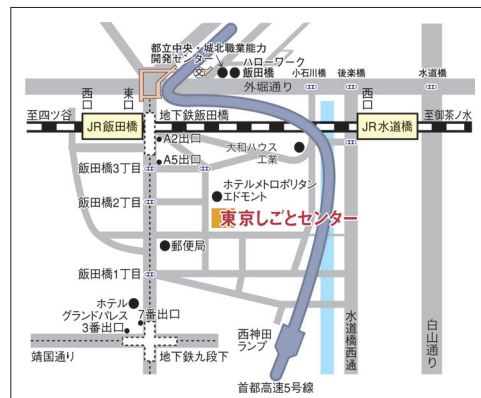 都立中央・城北職業能力
開発センター
ハローワーク
飯田橋
小石川橋
後楽橋
水道橋
外堀通り
西口
東口
西口
至四ツ谷
JR飯田橋
地下鉄飯田橋
JR水道橋
至御茶ノ水
A2出口
大和ハウス
工業
A5出口
飯田橋3丁目
ホテルメトロポリタン
エドモント
飯田橋2丁目
東京しごとセンター
郵便局
飯田橋1丁目
ホテル
グランドパレス
7番出口
3番出口
西神田
ランプ
水道橋西通
白山通り
靖国通り
地下鉄九段下
首都高速5号線